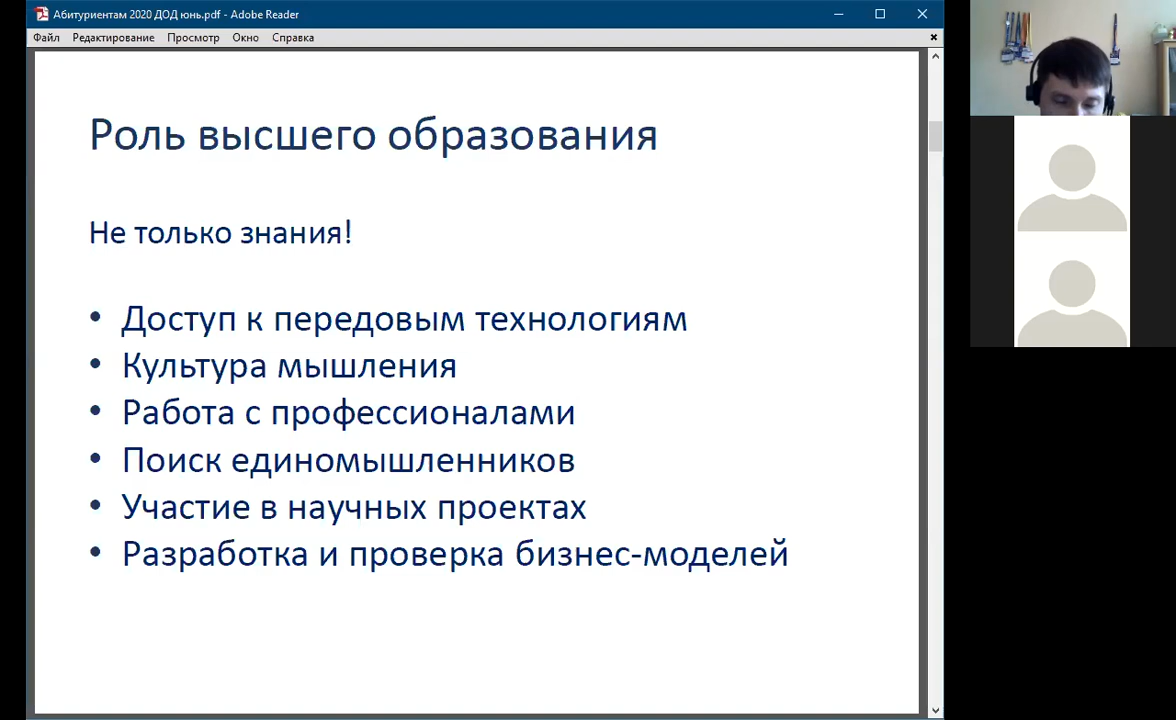 Абитуриентам 2020 ДОД юнь.pdf - Adobe Reader
Файл Редактирование Просмотр Окно Справка
Роль высшего образования
Не только знания!
• Доступ к передовым технологиям
• Культура мышления
• Работа с профессионалами
• Поиск единомышленников
• Участие в научных проектах
• Разработка и проверка бизнес-моделей